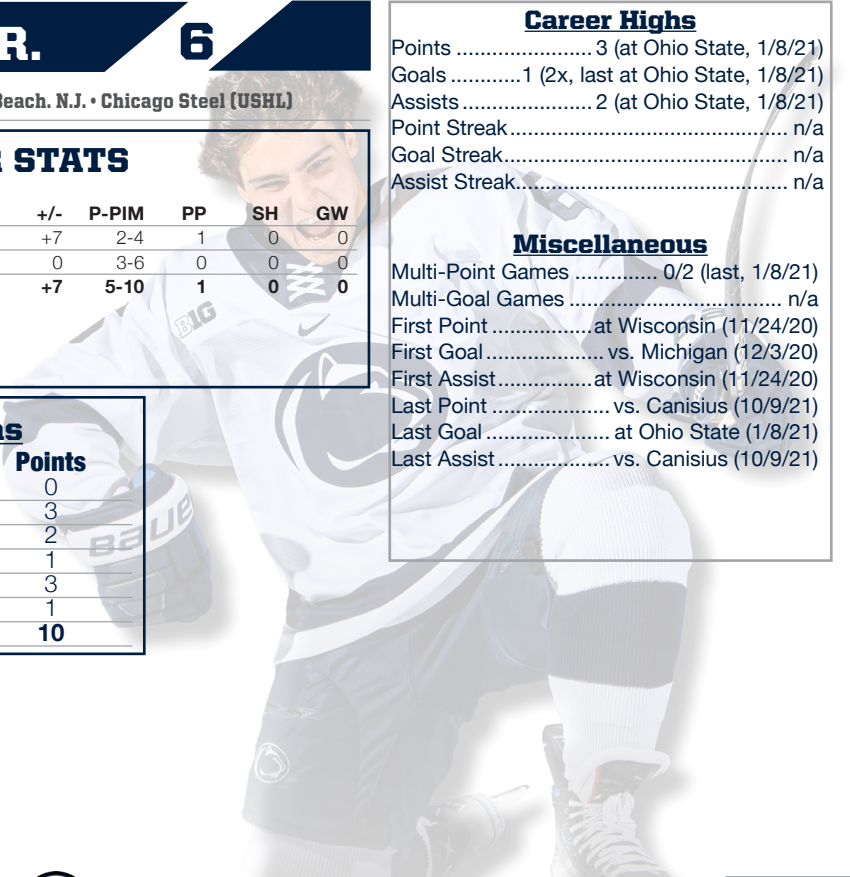 R. 6
Beach. N.J. • Chicago Steel (USHL)
STATS
+/- P-PIM PP SH GW
+7 2-4 1 0 0
0 3-6 0 0 0
+7 5-10 1 0 0
Points
0
3
2
1
3
1
10
Career Highs
Points ...................... 3 (at Ohio State, 1/8/21)
Goals ............1 (2x, last at Ohio State, 1/8/21)
Assists ..................... 2 (at Ohio State, 1/8/21)
Point Streak ............................................. n/a
Goal Streak.............................................. n/a
Assist Streak............................................ n/a
Miscellaneous
Multi-Point Games ............. 0/2 (last, 1/8/21)
Multi-Goal Games ................................... n/a
First Point ................at Wisconsin (11/24/20)
First Goal .................... vs. Michigan (12/3/20)
First Assist...............at Wisconsin (11/24/20)
Last Point ................... vs. Canisius (10/9/21)
Last Goal .................... at Ohio State (1/8/21)
Last Assist .................. vs. Canisius (10/9/21)
B1G
BAUER